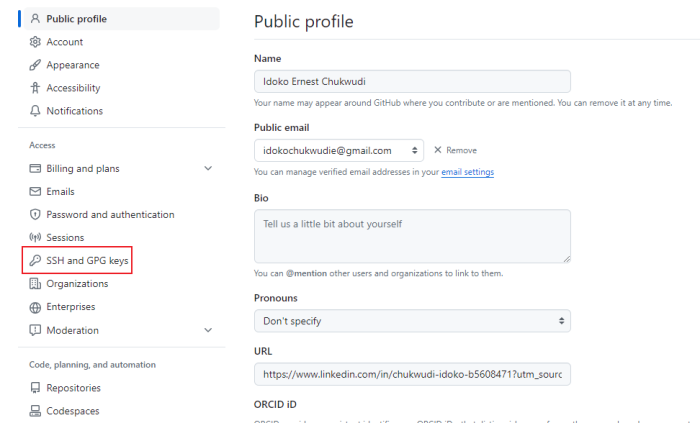 Public profile
Account
Appearance
Accessibility
Notifications
Access
Billing and plans
Emails
Password and authentication
Sessions
SSH and GPG keys
Organizations
Enterprises
Moderation
Code, planning, and automation
Repositories
Codespaces
Public profile
Name
Idoko Ernest Chukwudi
Your name may appear around GitHub where you contribute or are mentioned. You can remove it at any time.
Public email
idokochukwudie@gmail.com Remove
You can manage verified email addresses in your email settings
Bio
Tell us a little bit about yourself
You can @mention other users and organizations to link to them.
Pronouns
Don't specify
URL
https://www.linkedin.com/in/chukwudi-idoko-b5608471?utm_sourc
ORCID iD